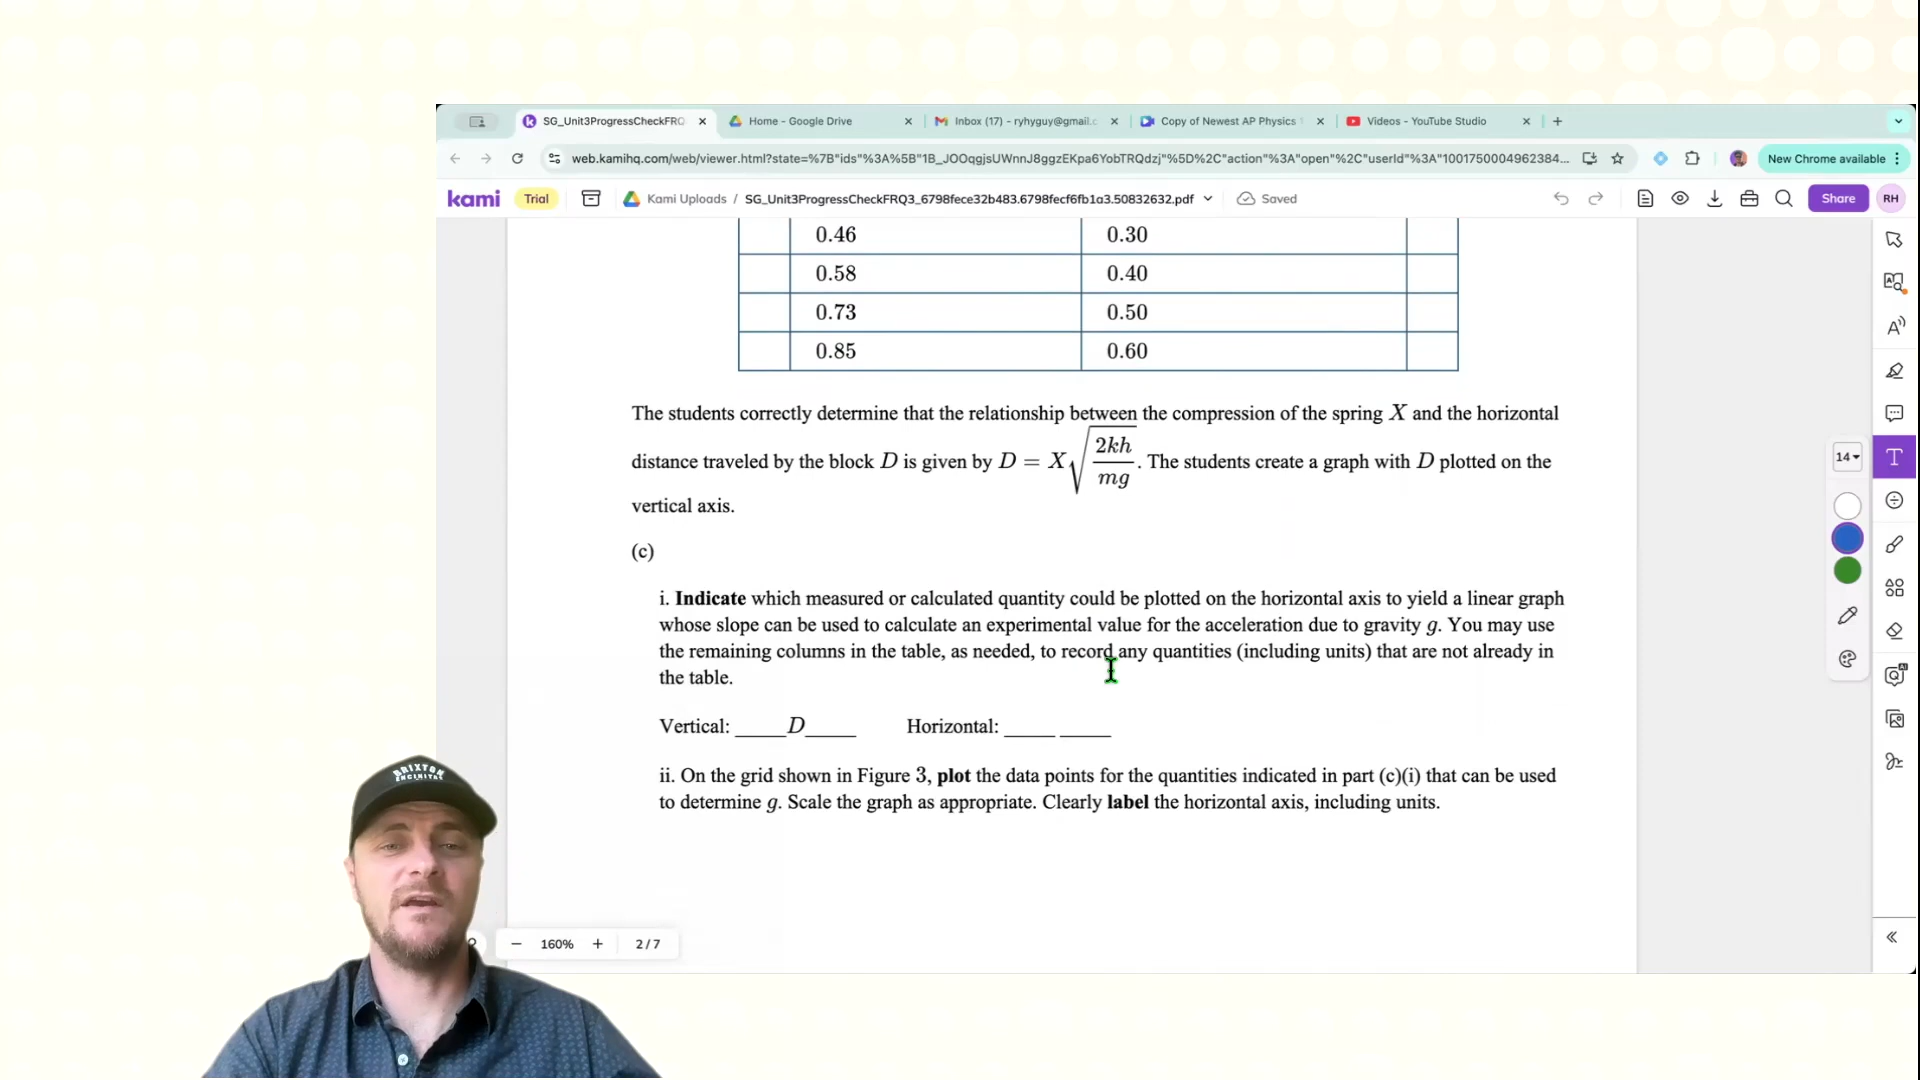 SG_Unit3ProgressCheckFRQ
Home - Google Drive
Inbox (17) - ryhyguy@gmail.c
Copy of Newest AP Physics 1
Videos - YouTube Studio
web.kamihq.com/web/viewer.html?state=%7B"ids"%3A%5B"1B_JOOqgjsUWnnJ8ggzEKpa6YobTRQdzj"%5D%2C"action"%3A"open"%2C"userId"%3A"1001750004962384...
New Chrome available
kami
Trial
Kami Uploads / SG_Unit3ProgressCheckFRQ3_6798fece32b483.6798fecf6fb1a3.50832632.pdf
Saved
Share
RH
0.46 0.30
0.58 0.40
0.73 0.50
0.85 0.60
The students correctly determine that the relationship between the compression of the spring X and the horizontal
distance traveled by the block D is given by D = X√(2kh/mg). The students create a graph with D plotted on the
vertical axis.
(c)
i. Indicate which measured or calculated quantity could be plotted on the horizontal axis to yield a linear graph
whose slope can be used to calculate an experimental value for the acceleration due to gravity g. You may use
the remaining columns in the table, as needed, to record any quantities (including units) that are not already in
the table.
Vertical: _____D_____ Horizontal: _____ _____
ii. On the grid shown in Figure 3, plot the data points for the quantities indicated in part (c)(i) that can be used
to determine g. Scale the graph as appropriate. Clearly label the horizontal axis, including units.
14
160%
2 / 7
BRIXTON